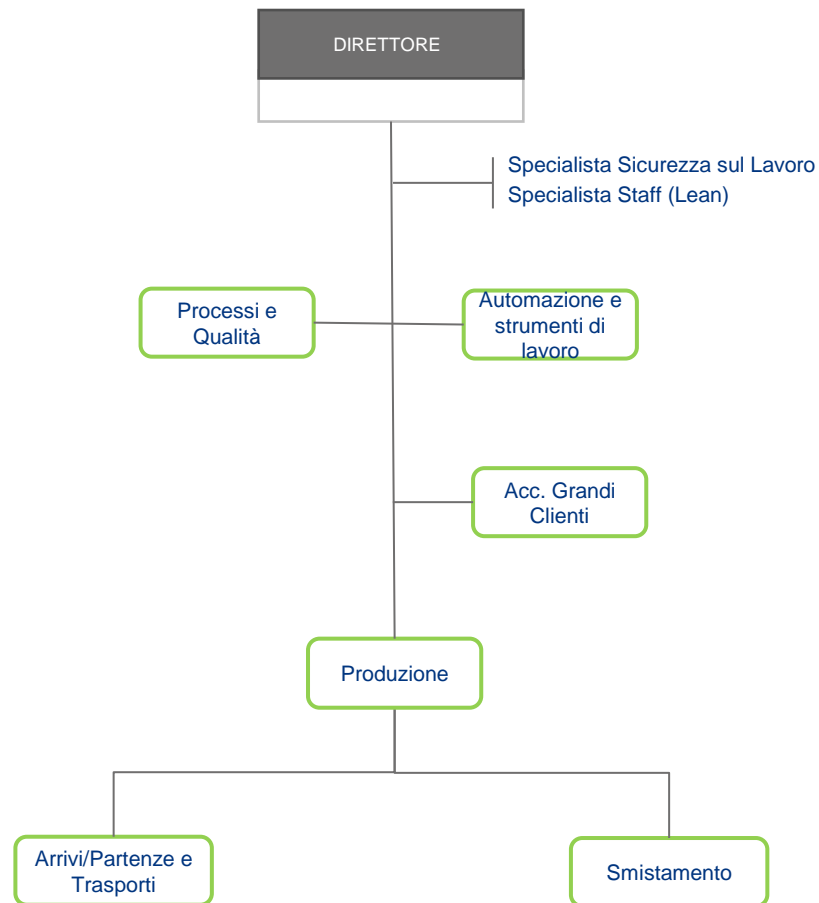 DIRETTORE
Specialista Sicurezza sul Lavoro
Specialista Staff (Lean)
Processi e
Qualità
Automazione e
strumenti di
lavoro
Acc. Grandi
Clienti
Produzione
Arrivi/Partenze e
Trasporti
Smistamento